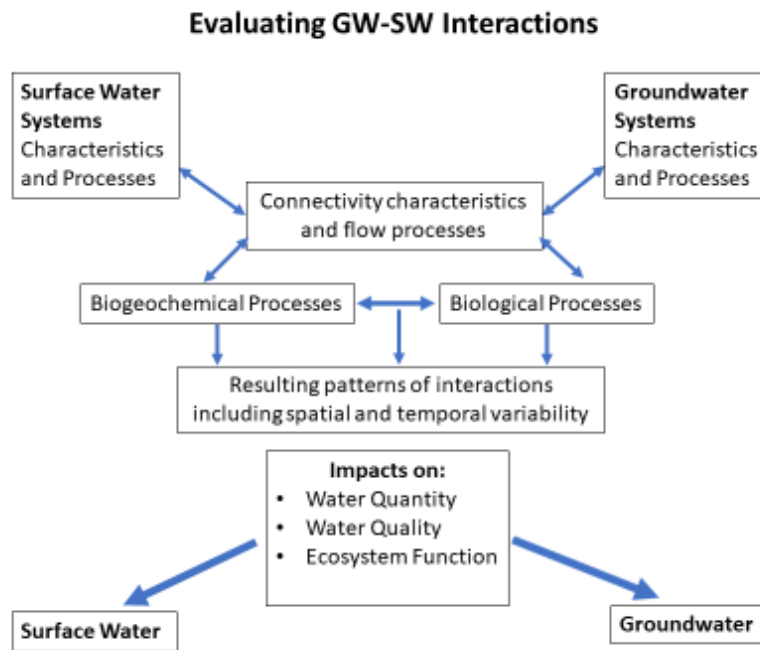 Evaluating GW-SW Interactions
Surface Water
Systems
Characteristics
and Processes
Groundwater
Systems
Characteristics
and Processes
Connectivity characteristics
and flow processes
Biogeochemical Processes
Biological Processes
Resulting patterns of interactions
including spatial and temporal variability
Impacts on:
• Water Quantity
• Water Quality
• Ecosystem Function
Surface Water
Groundwater